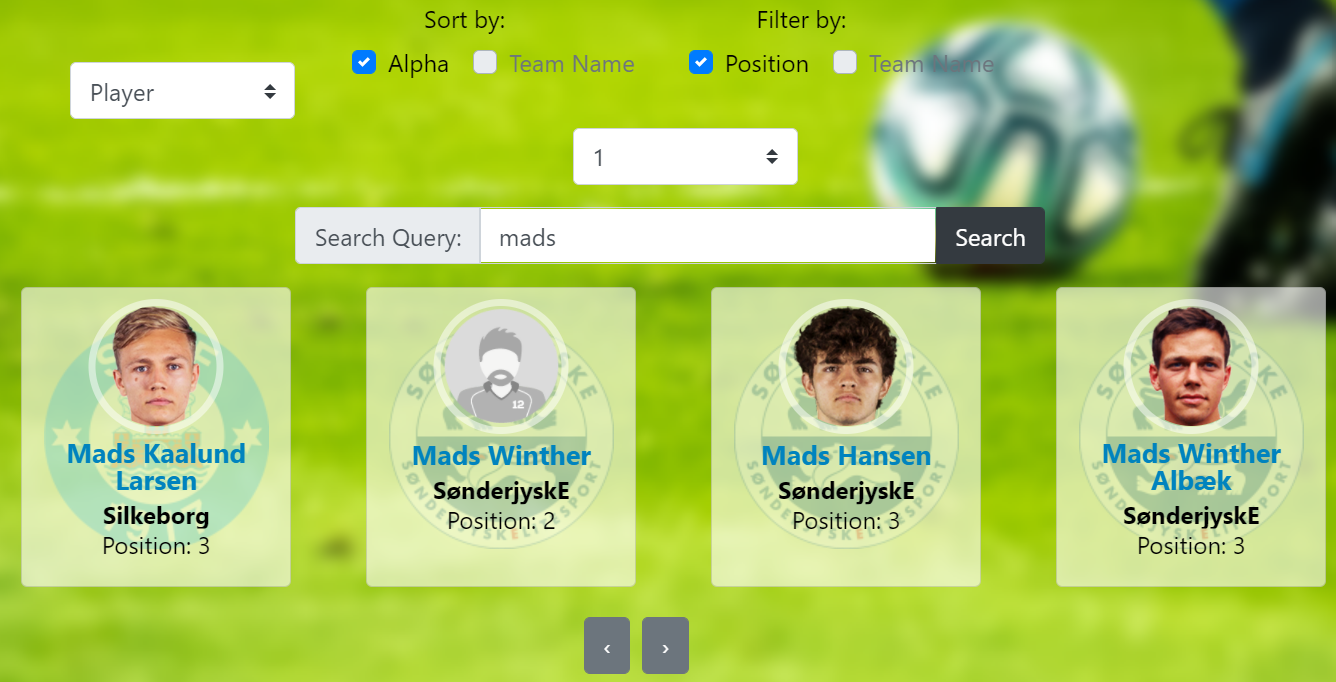 Sort by:
Filter by:
Alpha
Team Name
Position
Team Name
Player
1
Search Query:
mads
Search
Mads Kaalund
Larsen
Silkeborg
Position: 3
12
Mads Winther
SønderjyskE
Position: 2
Mads Hansen
SønderjyskE
Position: 3
Mads Winther
Albæk
SønderjyskE
Position: 3
‹
›